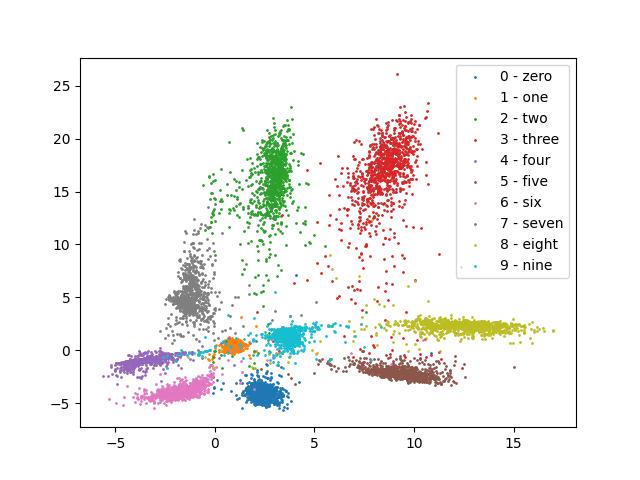 25
20
15
10
5
0
−5
−5
0
5
10
15
0 - zero
1 - one
2 - two
3 - three
4 - four
5 - five
6 - six
7 - seven
8 - eight
9 - nine